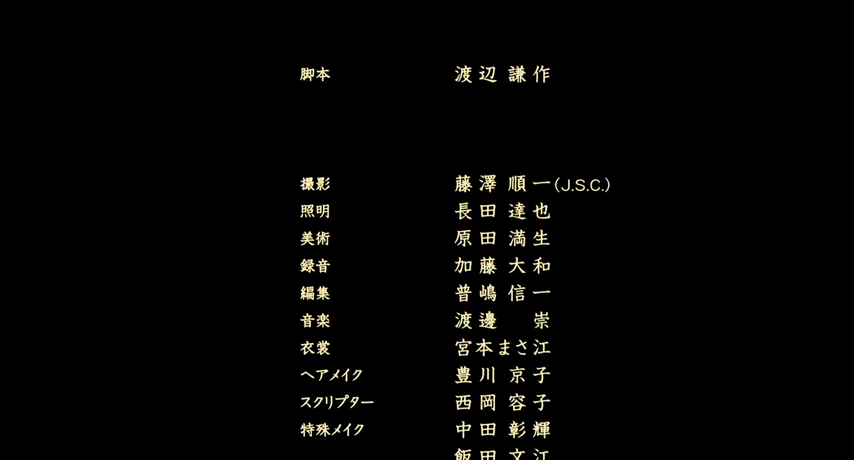 脚本 渡辺 謙作
撮影 藤澤 順一(J.S.C.)
照明 長田 達也
美術 原田 満生
録音 加藤 大和
編集 普嶋 信一
音楽 渡邊 崇
衣裳 宮本まさ江
ヘアメイク 豊川 京子
スクリプター 西岡 容子
特殊メイク 中田 彰輝
飯田 文江